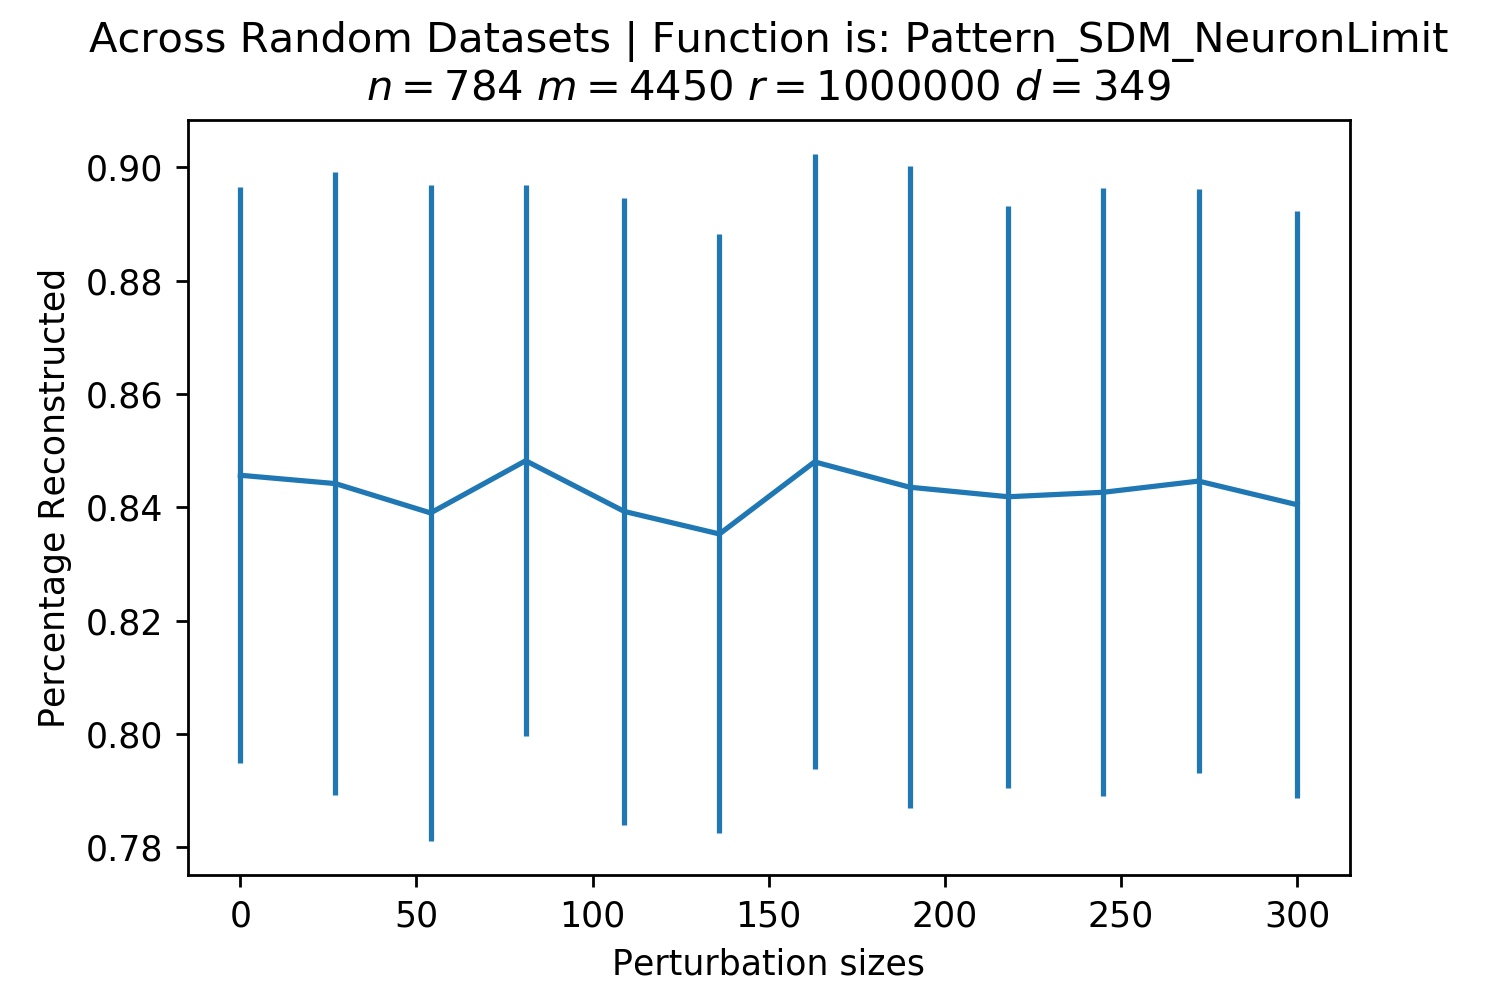 Across Random Datasets | Function is: Pattern_SDM_NeuronLimit
n = 784 m = 4450 r = 1000000 d = 349
Percentage Reconstructed
0.90
0.88
0.86
0.84
0.82
0.80
0.78
0 50 100 150 200 250 300
Perturbation sizes